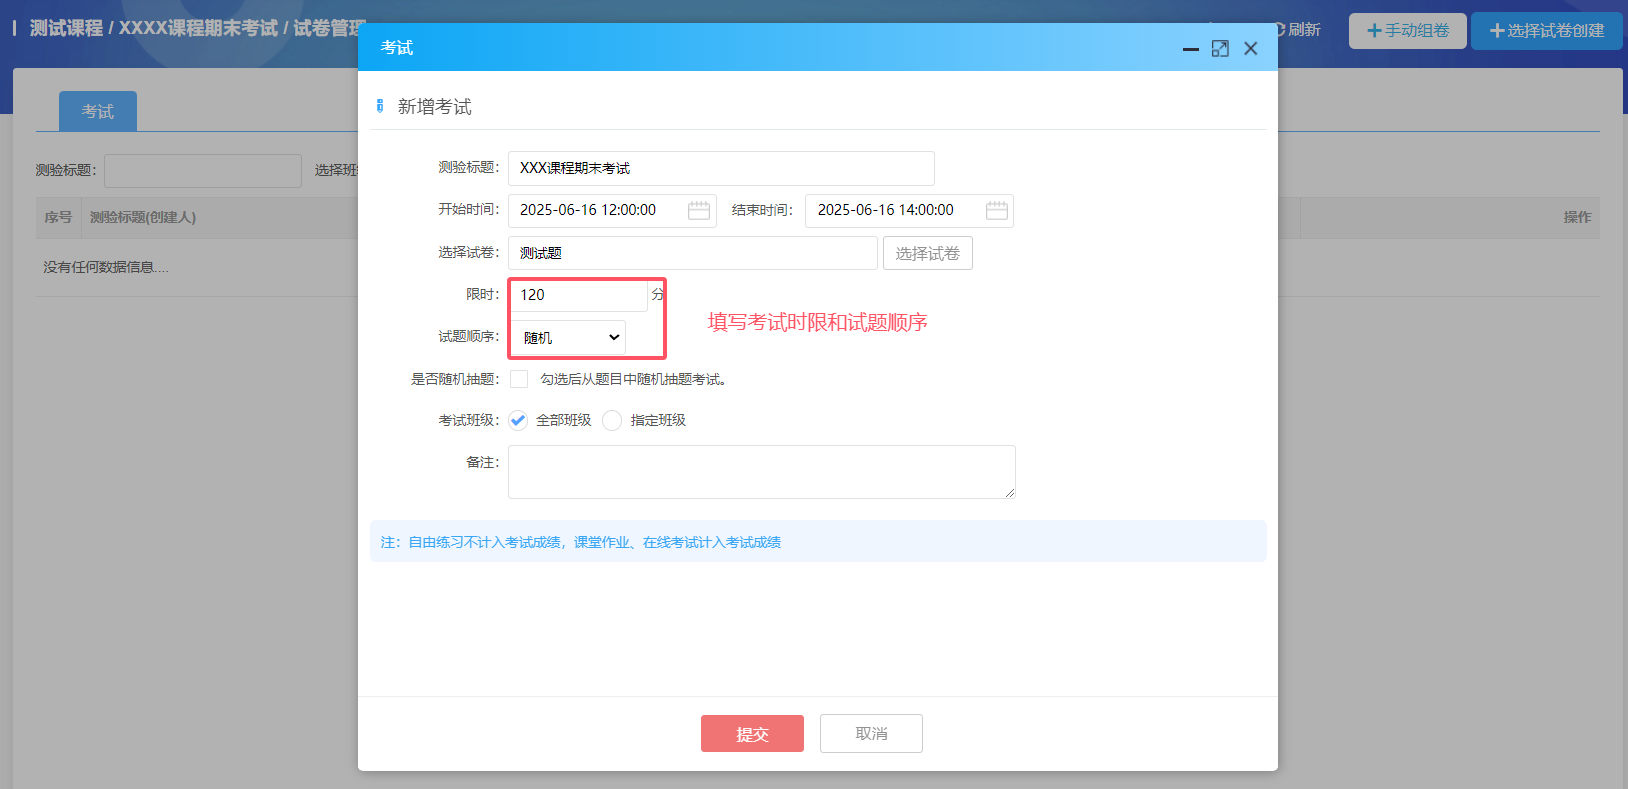 测试课程 / XXXX课程期末考试 / 试卷管理
刷新
手动组卷
选择试卷创建
考试
考试
新增考试
测验标题：
选择班
序号
测验标题(创建人)
操作
没有任何数据信息....
测验标题： XXX课程期末考试
开始时间： 2025-06-16 12:00:00 结束时间： 2025-06-16 14:00:00
选择试卷： 测试题 选择试卷
限时： 120 分
试题顺序： 随机
填写考试时限和试题顺序
是否随机抽题： 勾选后从题目中随机抽题考试。
考试班级： 全部班级 指定班级
备注：
注：自由练习不计入考试成绩，课堂作业、在线考试计入考试成绩
提交
取消